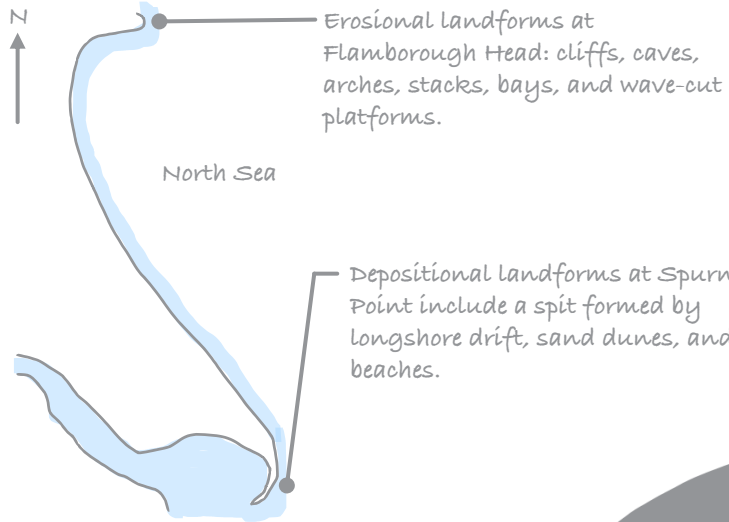 N
Erosional landforms at
Flamborough Head: cliffs, caves,
arches, stacks, bays, and wave-cut
platforms.
North Sea
Depositional landforms at Spurn
Point include a spit formed by
longshore drift, sand dunes, and
beaches.